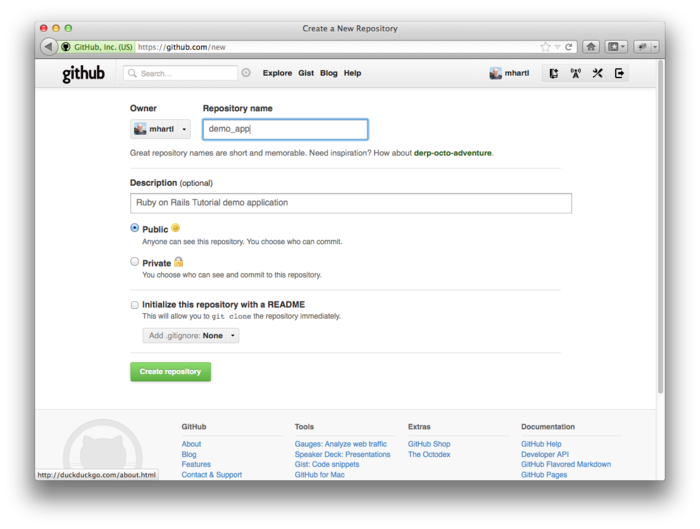 Create a New Repository
GitHub, Inc. (US) https://github.com/new
github Search... Explore Gist Blog Help mhartl
Owner Repository name
mhartl demo_app
Great repository names are short and memorable. Need inspiration? How about derp-octo-adventure.
Description (optional)
Ruby on Rails Tutorial demo application
Public
Anyone can see this repository. You choose who can commit.
Private
You choose who can see and commit to this repository.
Initialize this repository with a README
This will allow you to git clone the repository immediately.
Add .gitignore: None
Create repository
GitHub Tools Extras Documentation
About Gauges: Analyze web traffic GitHub Shop GitHub Help
Blog Speaker Deck: Presentations The Octodex Developer API
Features Gist: Code snippets GitHub Flavored Markdown
Contact & Support GitHub for Mac GitHub Pages
http://duckduckgo.com/about.html